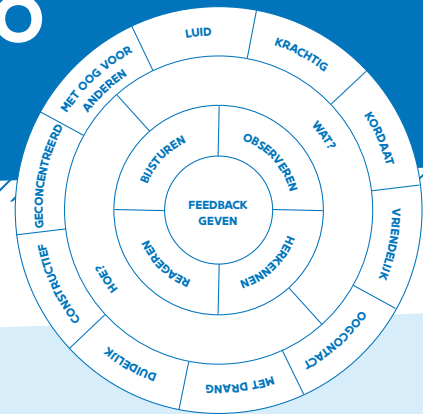 O
LUID
KRACHTIG
KORDAAT
VRIENDELIJK
OOGCONTACT
MET DRANG
DUIDELIJK
CONSTRUCTIEF
GECONCENTREERD
MET OOG VOOR
ANDEREN
WAT?
HOE?
OBSERVEREN
HERKENNEN
REAGEREN
BIJSTUREN
FEEDBACK
GEVEN